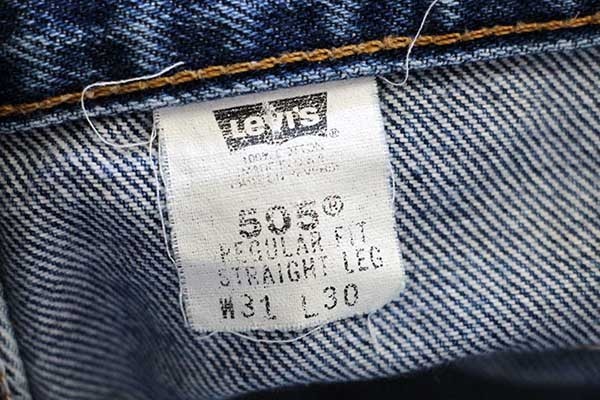 Levi's ®
505®
REGULAR FIT
STRAIGHT LEG
W31 L30